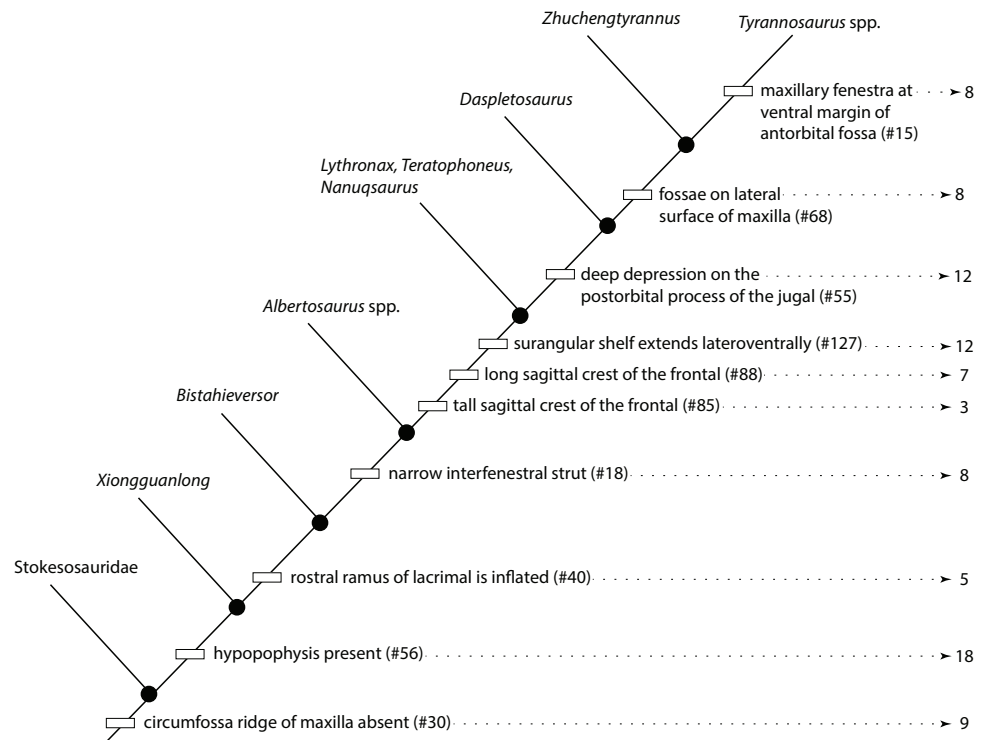 Zhuchengtyrannus
Tyrannosaurus spp.
maxillary fenestra at 8
ventral margin of
antorbital fossa (#15)
Daspletosaurus
Lythronax, Teratophoneus,
Nanuqsaurus
fossae on lateral 8
surface of maxilla (#68)
deep depression on the 12
postorbital process of the jugal (#55)
Albertosaurus spp.
surangular shelf extends lateroventrally (#127) 12
long sagittal crest of the frontal (#88) 7
tall sagittal crest of the frontal (#85) 3
Bistahieversor
narrow interfenestral strut (#18) 8
Xiongguanlong
Stokesosauridae
rostral ramus of lacrimal is inflated (#40) 5
hypopophysis present (#56) 18
circumfossa ridge of maxilla absent (#30) 9